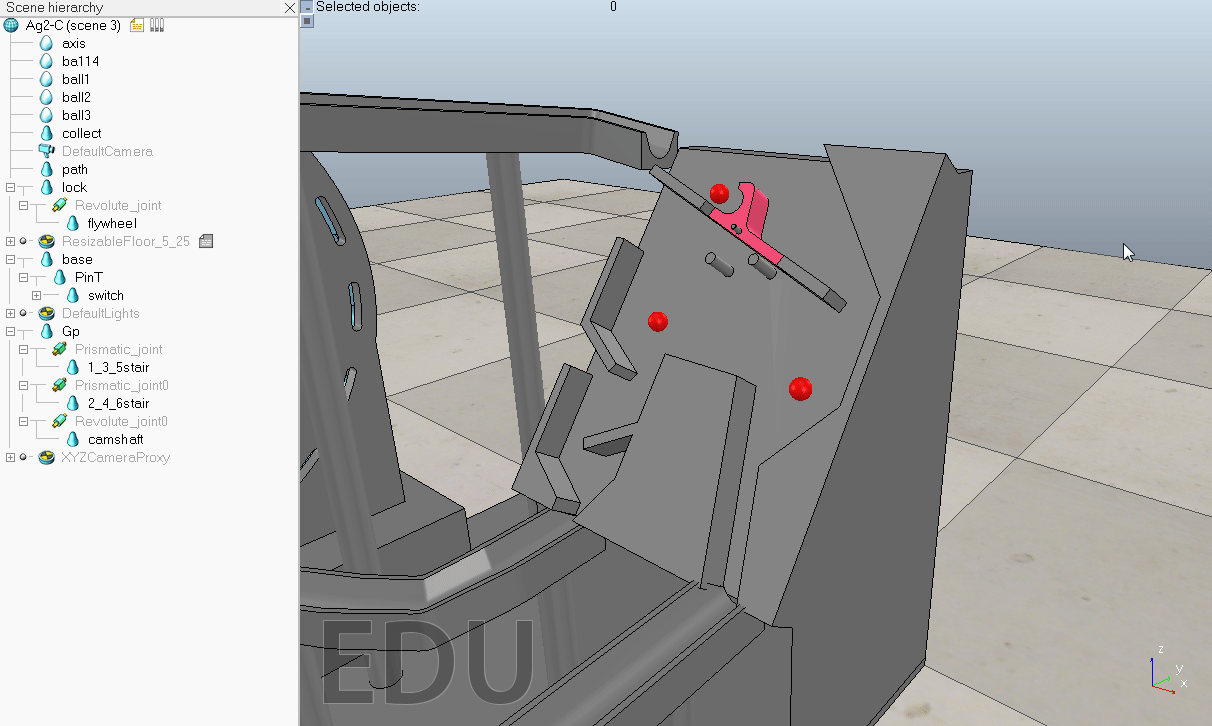 Scene hierarchy
Selected objects: 0
Ag2-C (scene 3)
axis
ba114
ball1
ball2
ball3
collect
DefaultCamera
path
lock
Revolute_joint
flywheel
ResizableFloor_5_25
base
PinT
switch
DefaultLights
Gp
Prismatic_joint
1_3_5stair
Prismatic_joint0
2_4_6stair
Revolute_joint0
camshaft
XYZCameraProxy
EDU
z
y
x